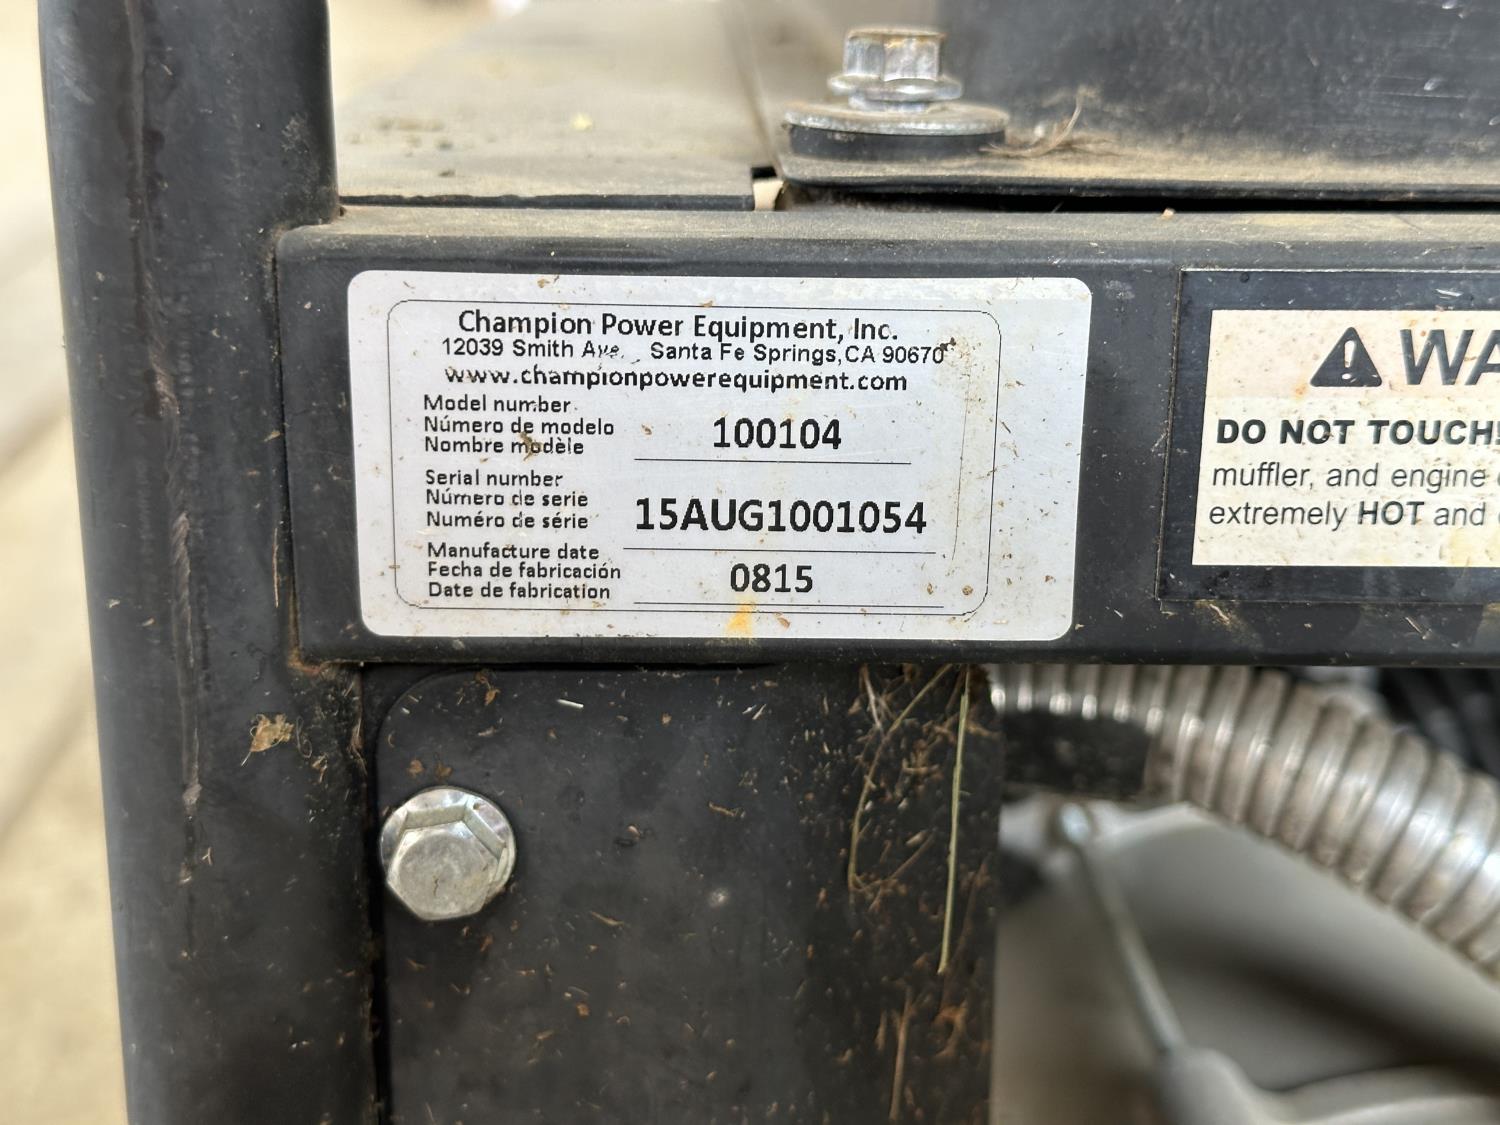 Champion Power Equipment, Inc.
12039 Smith Ave. Santa Fe Springs,CA 90670
www.championpowerequipment.com
Model number
Número de modelo
Nombre modèle
100104
Serial number
Número de serie
Numéro de série
15AUG1001054
Manufacture date
Fecha de fabricación
Date de fabrication
0815
WA
DO NOT TOUCH!
muffler, and engine
extremely HOT and